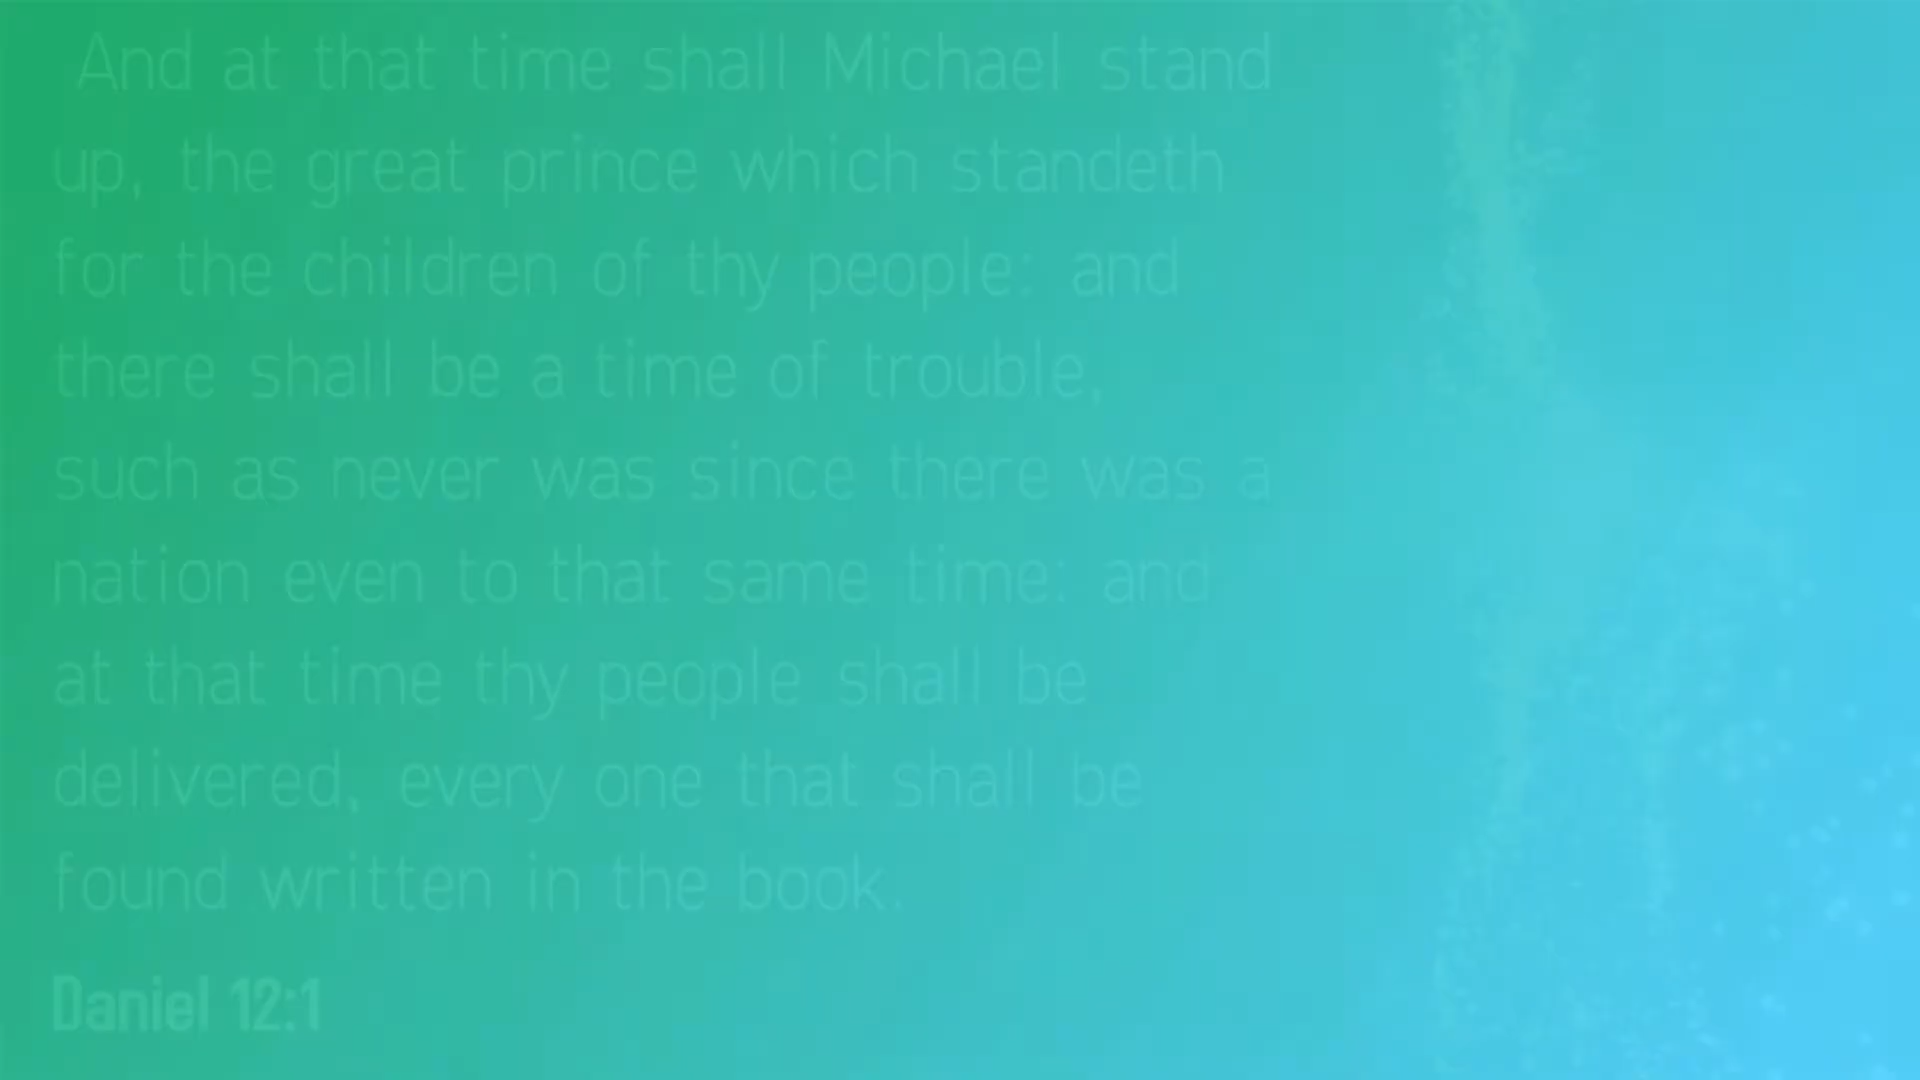 And at that time shall Michael stand
up, the great prince which standeth
for the children of thy people: and
there shall be a time of trouble,
such as never was since there was a
nation even to that same time: and
at that time thy people shall be
delivered, every one that shall be
found written in the book.
Daniel 12:1